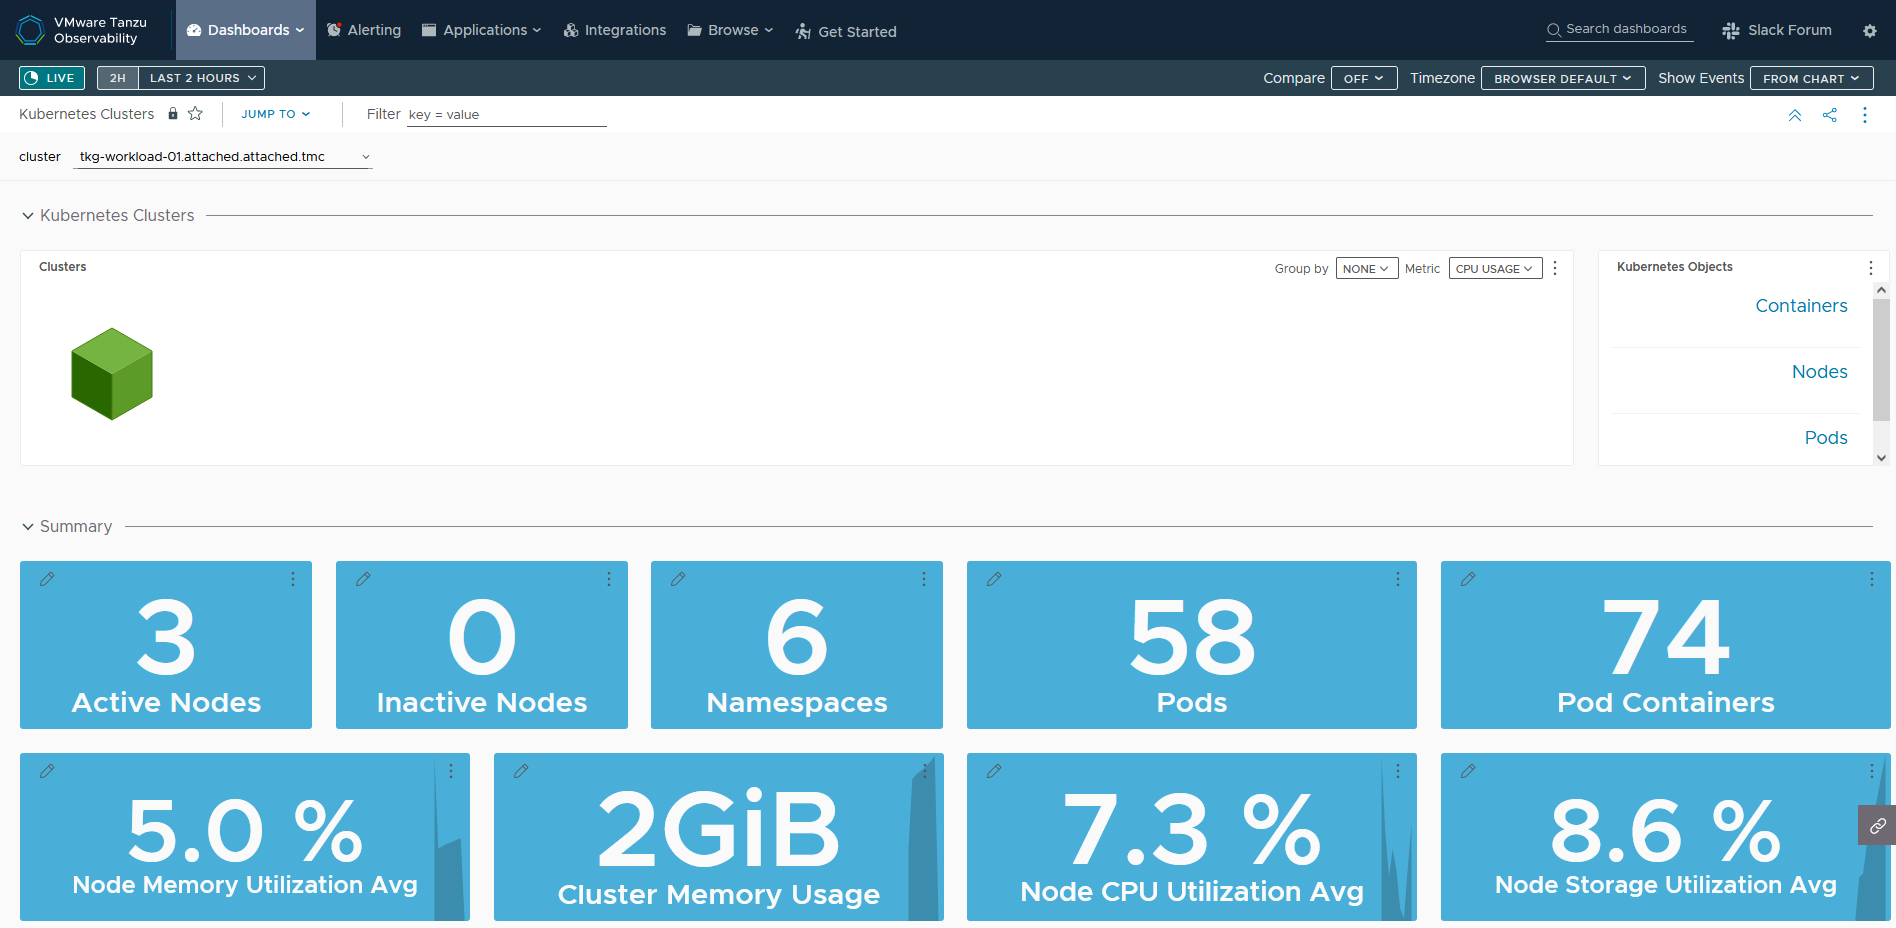 VMware Tanzu
Observability
Dashboards
Alerting
Applications
Integrations
Browse
Get Started
Search dashboards
Slack Forum
LIVE
2H
LAST 2 HOURS
Compare
OFF
Timezone
BROWSER DEFAULT
Show Events
FROM CHART
Kubernetes Clusters
JUMP TO
Filter
key = value
cluster
tkg-workload-01.attached.attached.tmc
Kubernetes Clusters
Clusters
Group by
NONE
Metric
CPU USAGE
Kubernetes Objects
Containers
Nodes
Pods
Summary
3
Active Nodes
0
Inactive Nodes
6
Namespaces
58
Pods
74
Pod Containers
5.0 %
Node Memory Utilization Avg
2GiB
Cluster Memory Usage
7.3 %
Node CPU Utilization Avg
8.6 %
Node Storage Utilization Avg